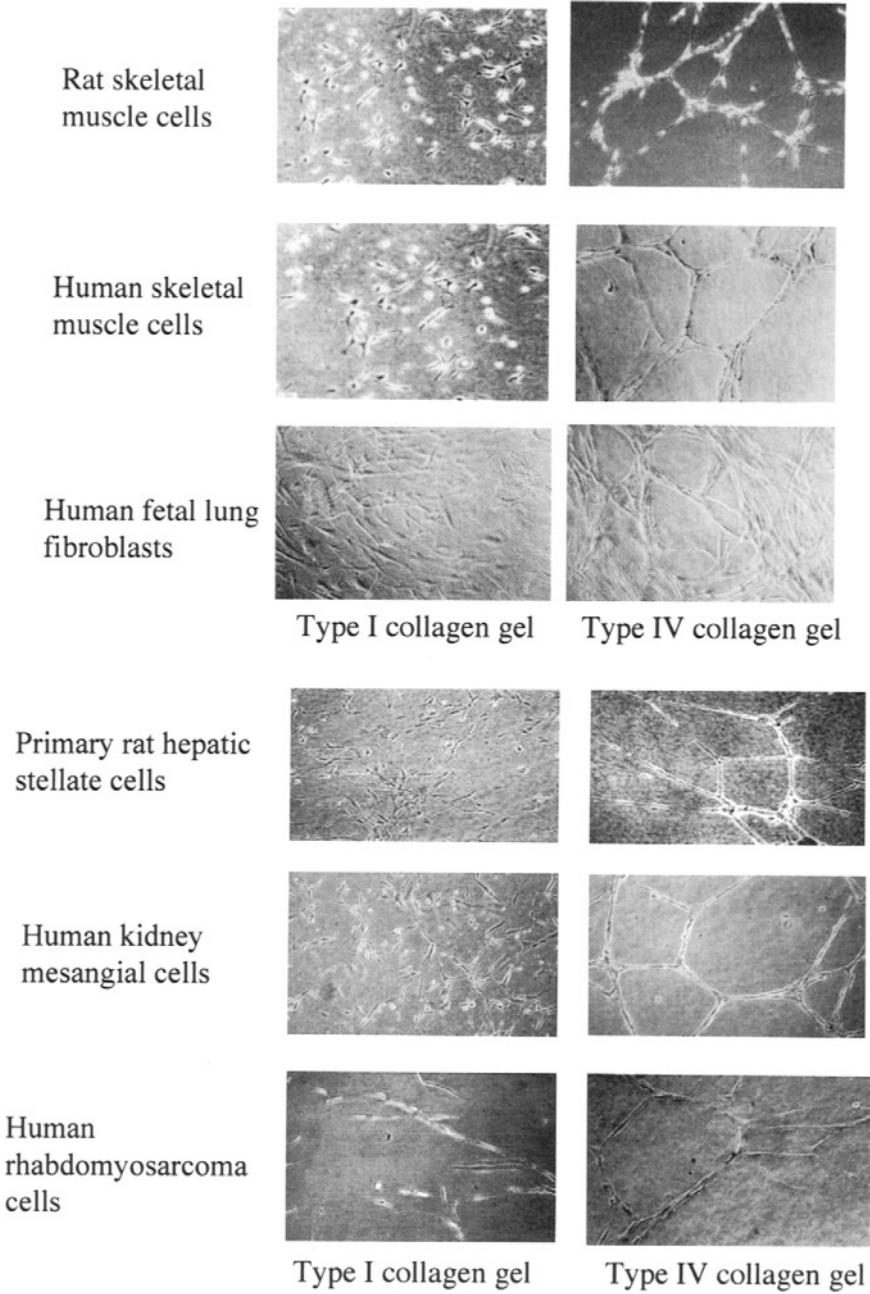 Rat skeletal
muscle cells
Human skeletal
muscle cells
Human fetal lung
fibroblasts
Type I collagen gel
Type IV collagen gel
Primary rat hepatic
stellate cells
Human kidney
mesangial cells
Human
rhabdomyosarcoma
cells
Type I collagen gel
Type IV collagen gel